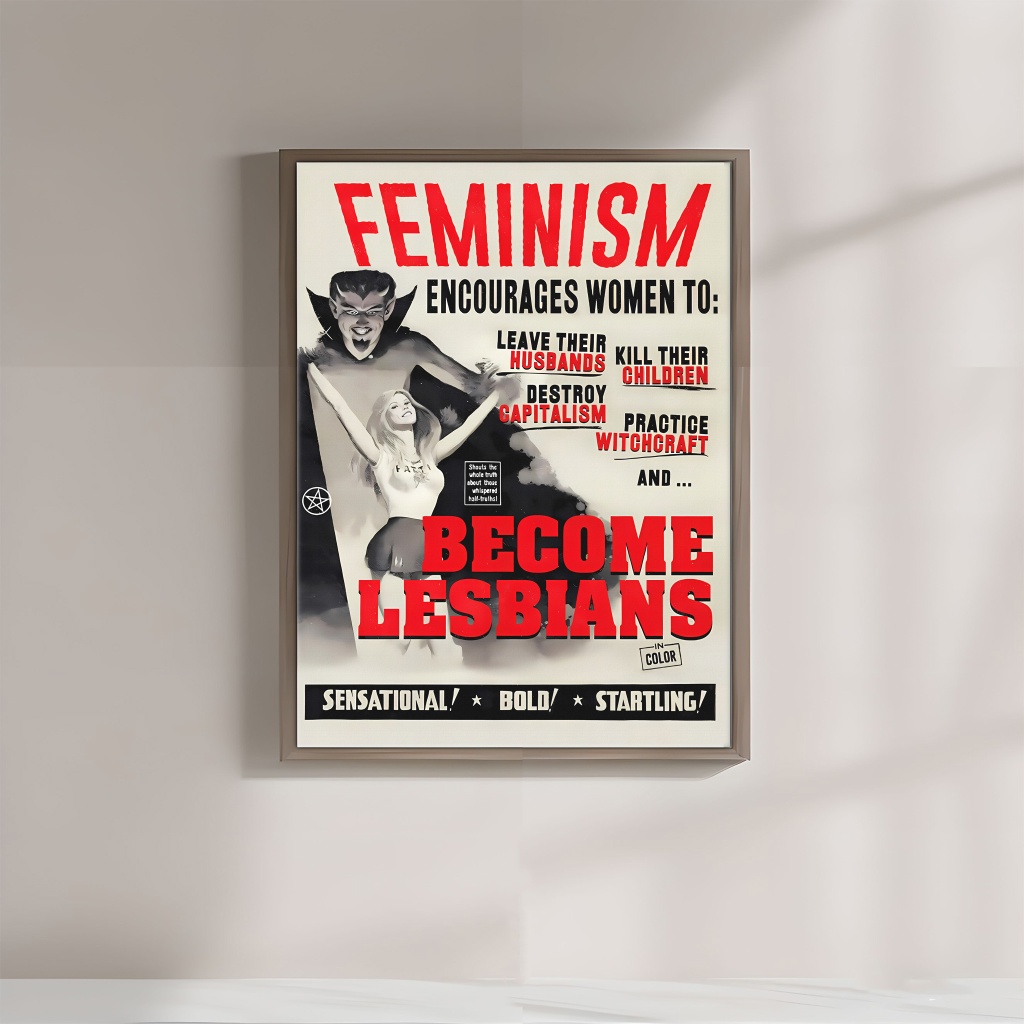 FEMINISM
ENCOURAGES WOMEN TO:
LEAVE THEIR
HUSBANDS
KILL THEIR
CHILDREN
DESTROY
CAPITALISM
PRACTICE
WITCHCRAFT
AND ...
Shouts the
whole truth
about those
whispered
half-truths!
BECOME
LESBIANS
IN
COLOR
SENSATIONAL! ★ BOLD! ★ STARTLING!